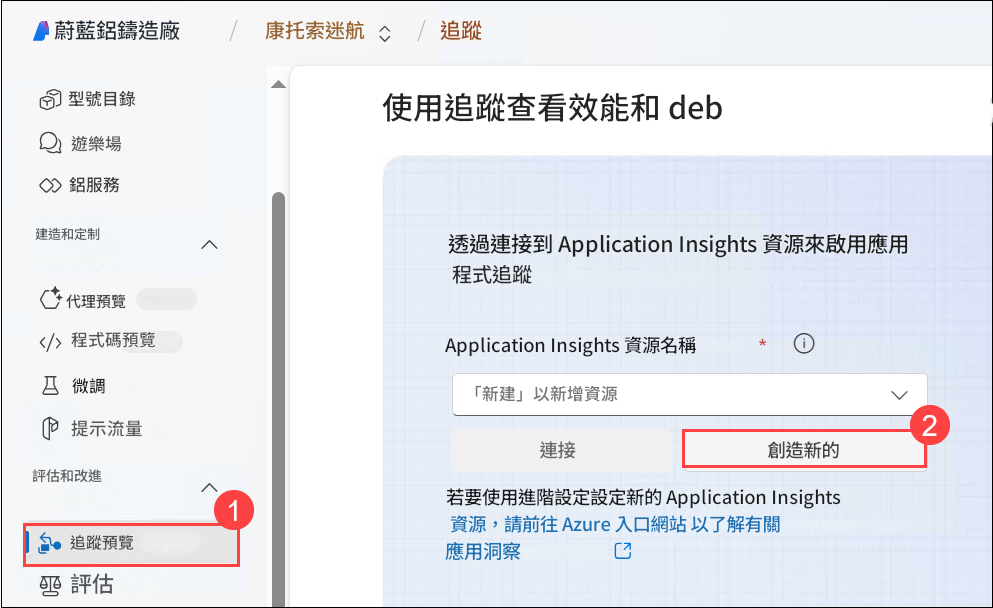 蔚藍鋁鑄造廠 / 康托索迷航 / 追蹤
型號目錄
遊樂場
鋁服務
建造和定制
代理預覽
程式碼預覽
微調
提示流量
評估和改進
1
追蹤預覽
評估
使用追蹤查看效能和 deb
透過連接到 Application Insights 資源來啟用應用
程式追蹤
Application Insights 資源名稱 *
「新建」以新增資源
2
連接 創造新的
若要使用進階設定設定新的 Application Insights
資源，請前往 Azure 入口網站 以了解有關
應用洞察